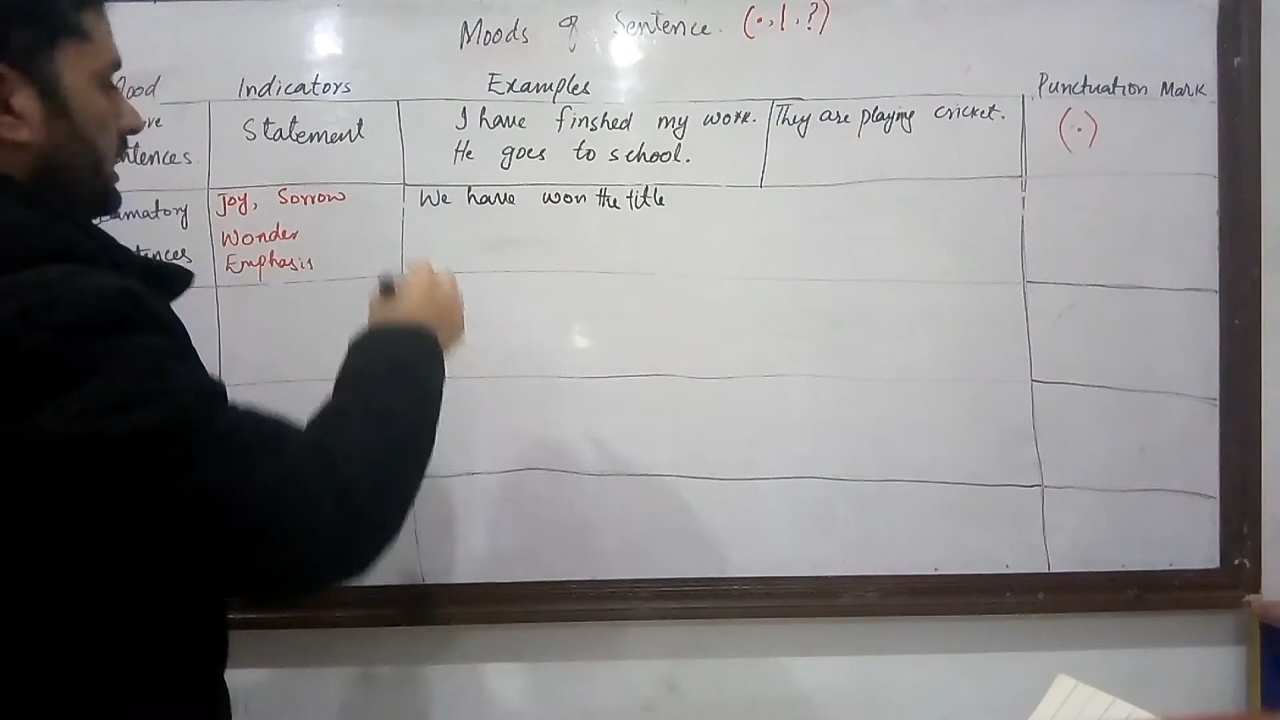 Moods of Sentence. (., !, ?)
Indicators Examples Punctuation Mark
Statement I have finshed my work. They are playing cricket. (.)
He goes to school.
Joy, Sorrow We have won the title
Wonder
Emphasis